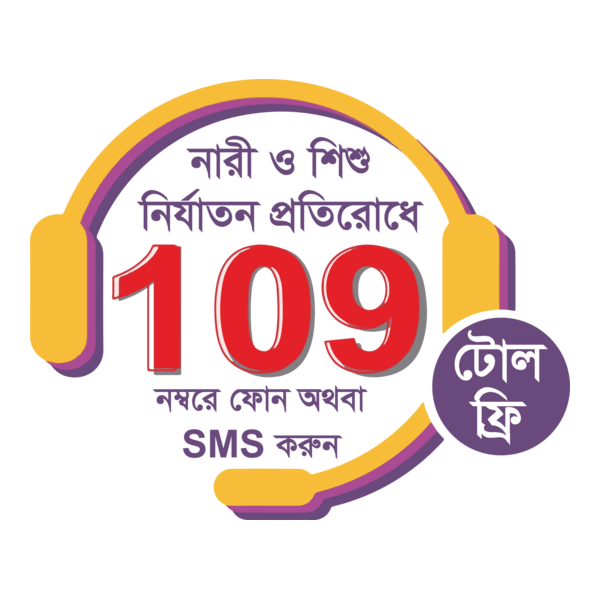 নারী ও শিশু
নির্যাতন প্রতিরোধে
109
নম্বরে ফোন অথবা
SMS করুন
টোল
ফ্রি